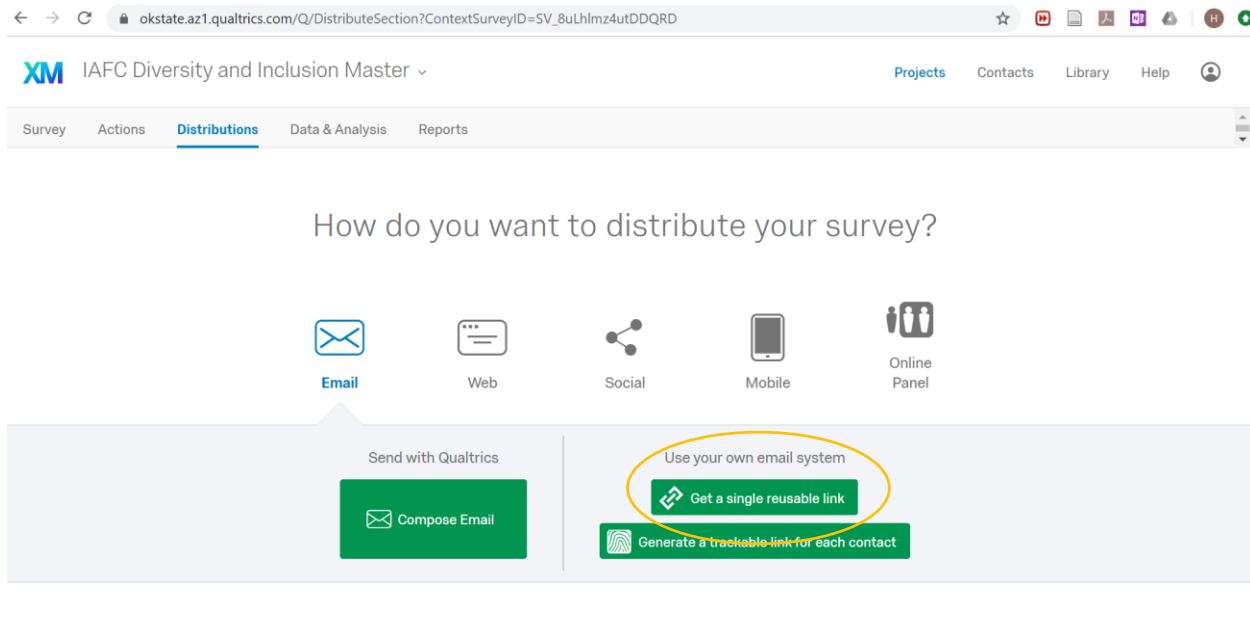 okstate.az1.qualtrics.com/Q/DistributeSection?ContextSurveyID=SV_8uLhlmz4utDDQRD
H
XM IAFC Diversity and Inclusion Master
Projects Contacts Library Help
Survey Actions Distributions Data & Analysis Reports
How do you want to distribute your survey?
Email Web Social Mobile Online
Panel
Send with Qualtrics
Compose Email
Use your own email system
Get a single reusable link
Generate a trackable link for each contact